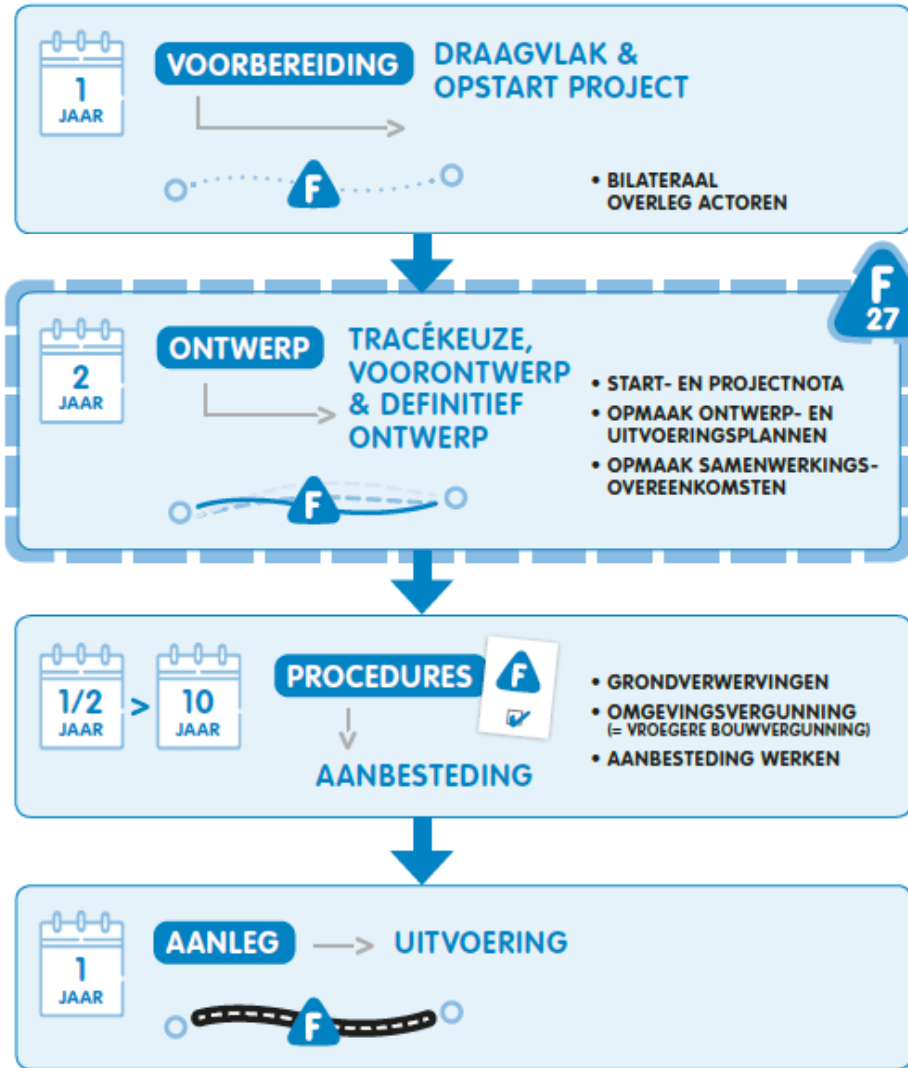 1
JAAR
VOORBEREIDING
DRAAGVLAK &
OPSTART PROJECT
F
• BILATERAAL
OVERLEG ACTOREN
F
27
2
JAAR
ONTWERP
TRACÉKEUZE,
VOORONTWERP
& DEFINITIEF
ONTWERP
F
• START- EN PROJECTNOTA
• OPMAAK ONTWERP- EN
UITVOERINGSPLANNEN
• OPMAAK SAMENWERKINGS-
OVEREENKOMSTEN
1/2
JAAR
>
10
JAAR
PROCEDURES
F
AANBESTEDING
• GRONDVERWERVINGEN
• OMGEVINGSVERGUNNING
(= VROEGERE BOUWVERGUNNING)
• AANBESTEDING WERKEN
1
JAAR
AANLEG
UITVOERING
F